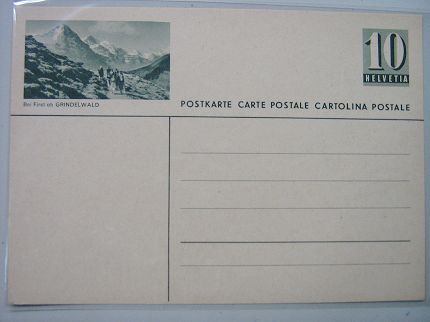 10
HELVETIA
Bei First ob GRINDELWALD
POSTKARTE CARTE POSTALE CARTOLINA POSTALE